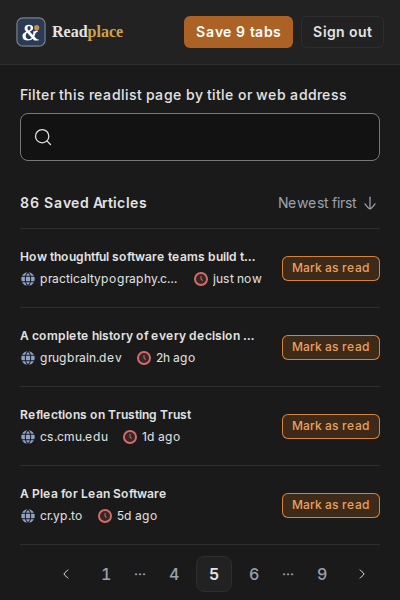 & Readplace
Save 9 tabs
Sign out
Filter this readlist page by title or web address
86 Saved Articles
Newest first
How thoughtful software teams build t...
practicaltypography.c...
just now
Mark as read
A complete history of every decision ...
grugbrain.dev
2h ago
Mark as read
Reflections on Trusting Trust
cs.cmu.edu
1d ago
Mark as read
A Plea for Lean Software
cr.yp.to
5d ago
Mark as read
1 ... 4 5 6 ... 9